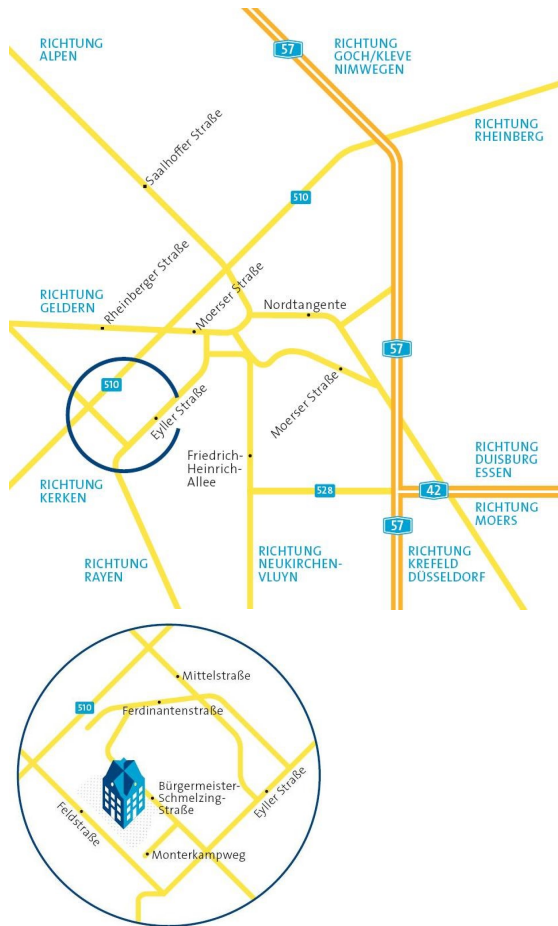 RICHTUNG
ALPEN
57
RICHTUNG
GOCH/KLEVE
NIMWEGEN
RICHTUNG
RHEINBERG
Saalhoffer Straße
510
Rheinberger Straße
Moerser Straße
RICHTUNG
GELDERN
Nordtangente
57
510
Eyller Straße
Moerser Straße
Friedrich-
Heinrich-
Allee
RICHTUNG
KERKEN
528
42
RICHTUNG
DUISBURG
ESSEN
RICHTUNG
MOERS
57
RICHTUNG
RAYEN
RICHTUNG
NEUKIRCHEN-
VLUYN
RICHTUNG
KREFELD
DÜSSELDORF
Mittelstraße
510
Ferdinantenstraße
Bürgermeister-
Schmelzing-
Straße
Eyller Straße
Feldstraße
Monterkampweg